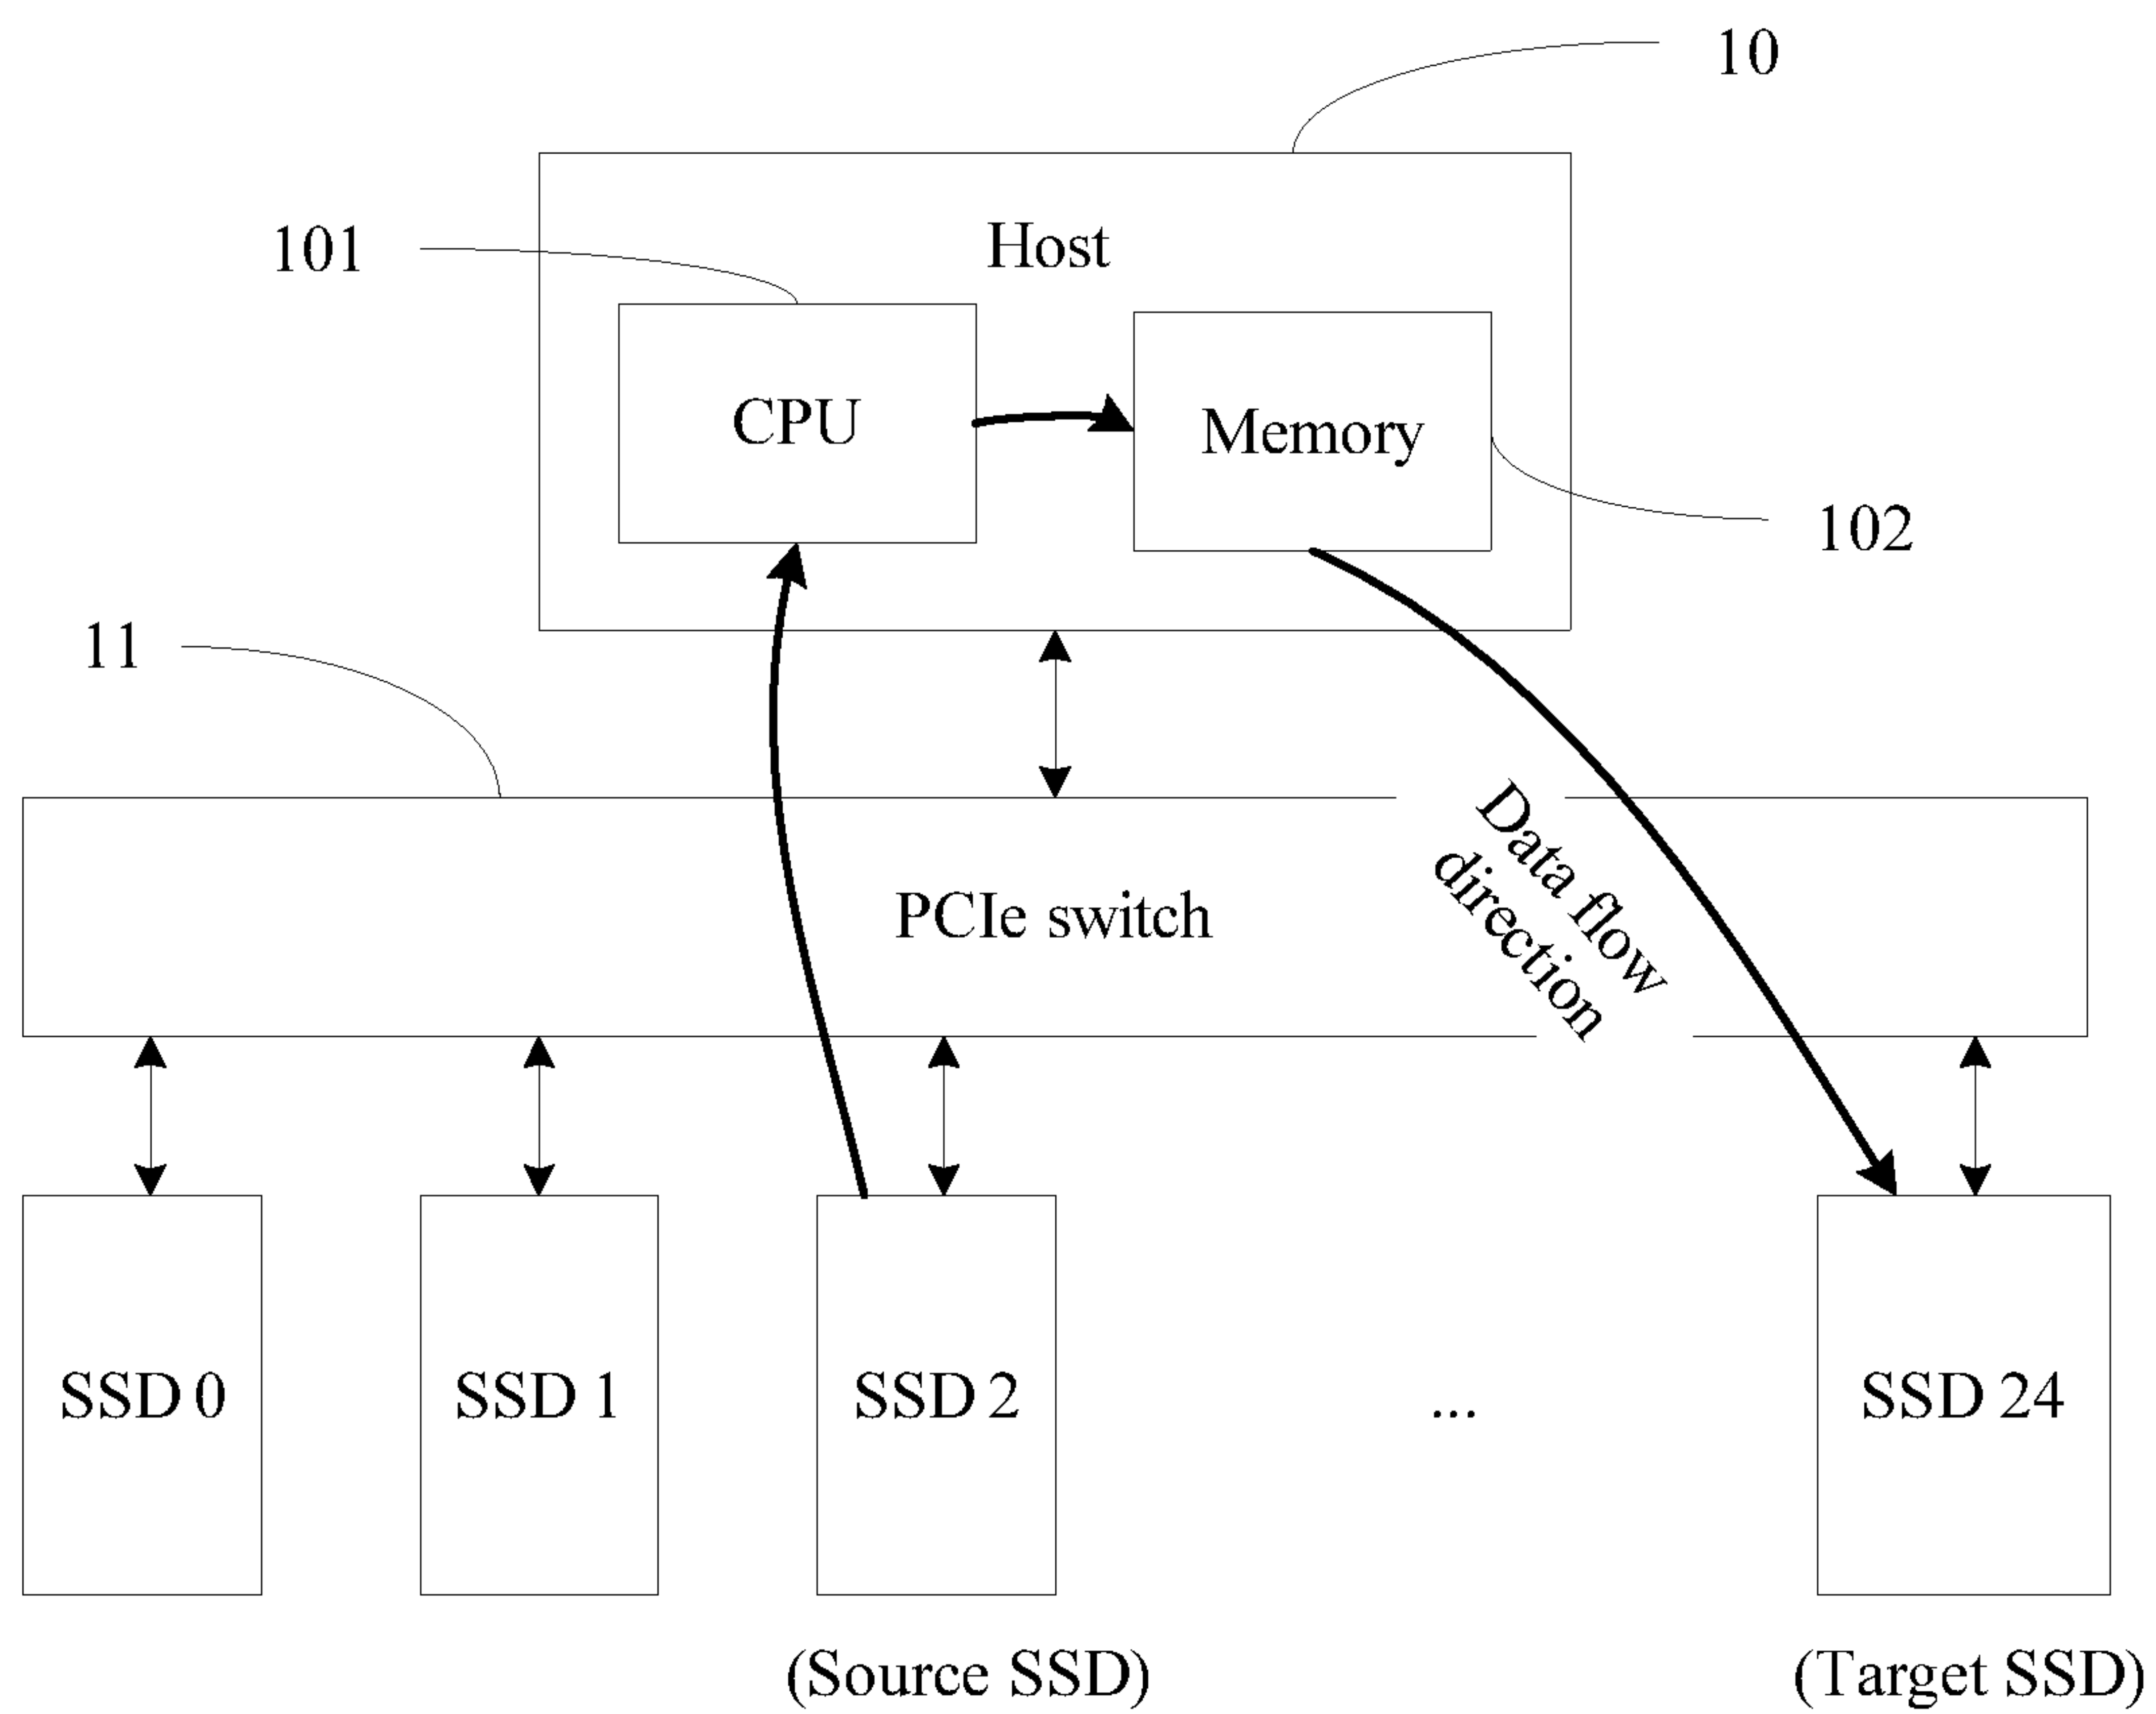 10
101
Host
CPU
Memory
102
11
Data flow
direction
PCIe switch
SSD 0
SSD 1
SSD 2
...
SSD 24
(Source SSD)
(Target SSD)